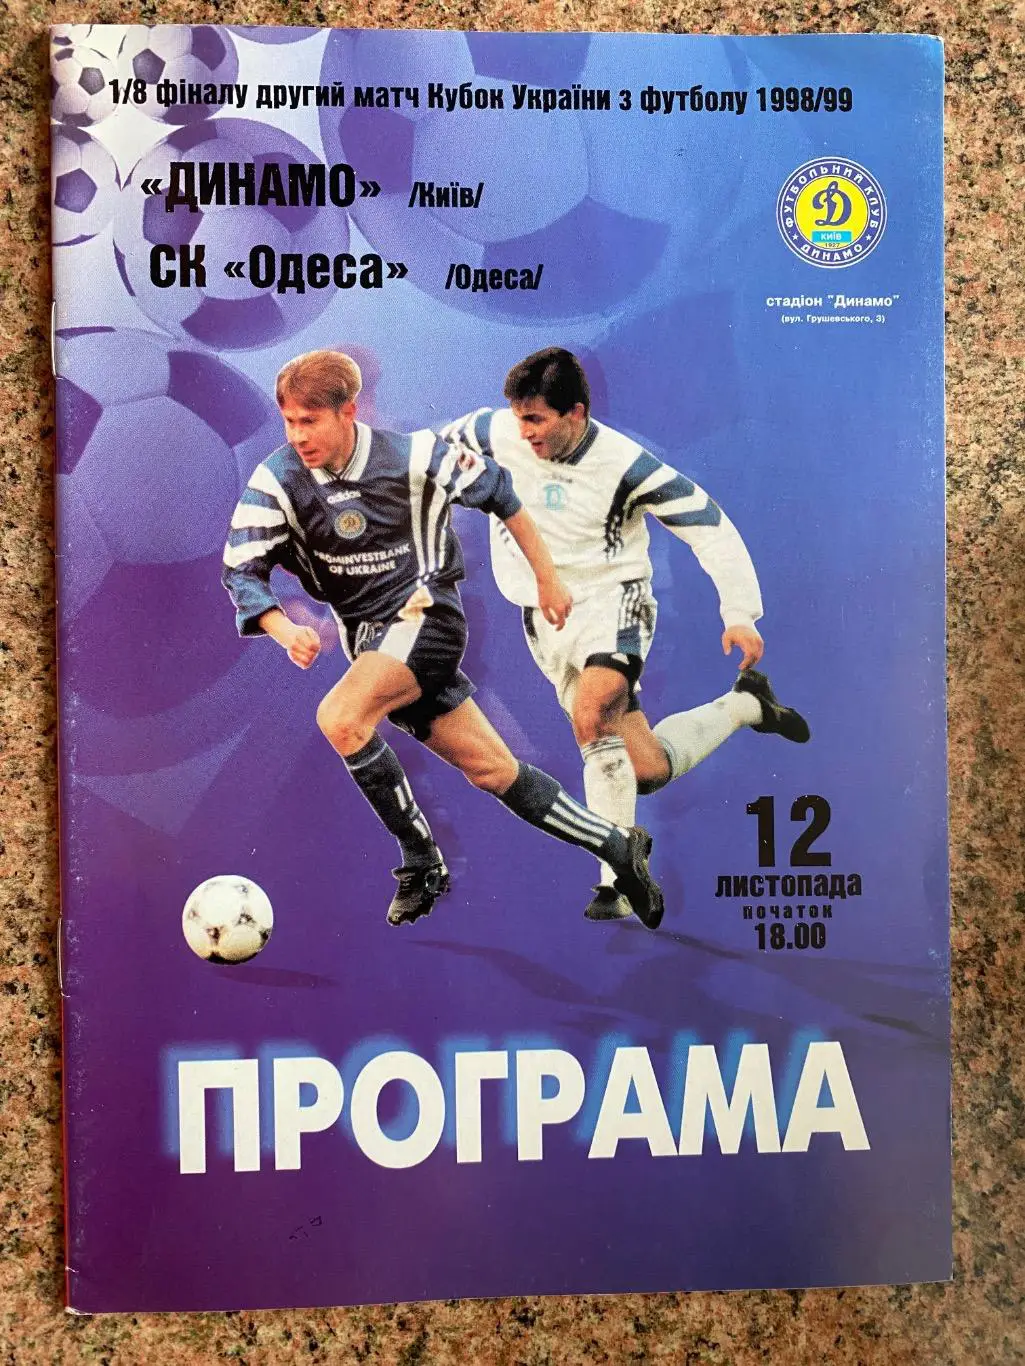 1/8 фіналу другий матч Кубок України з футболу 1998/99
«ДИНАМО» /Київ/
СК «Одеса» /Одеса/
ФУТБОЛЬНИЙ КЛУБ
Д
КИЇВ
1927
ДИНАМО
стадіон "Динамо"
(вул. Грушевського, 3)
adidas
Д
PROMINVESTBANK
OF UKRAINE
12
ЛИСТОПАДА
початок
18.00
ПРОГРАМА